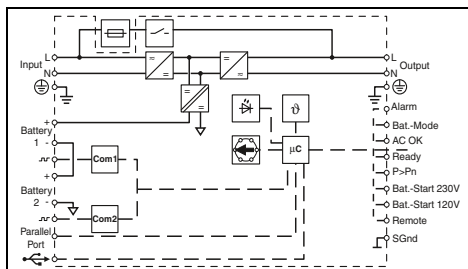 Input
L
N
+
Battery
1 -
+
Battery
2 -
Parallel
Port
Com1
Com2
ϑ
µC
L
N
Output
Alarm
Bat.-Mode
AC OK
Ready
P>Pn
Bat.-Start 230V
Bat.-Start 120V
Remote
SGnd